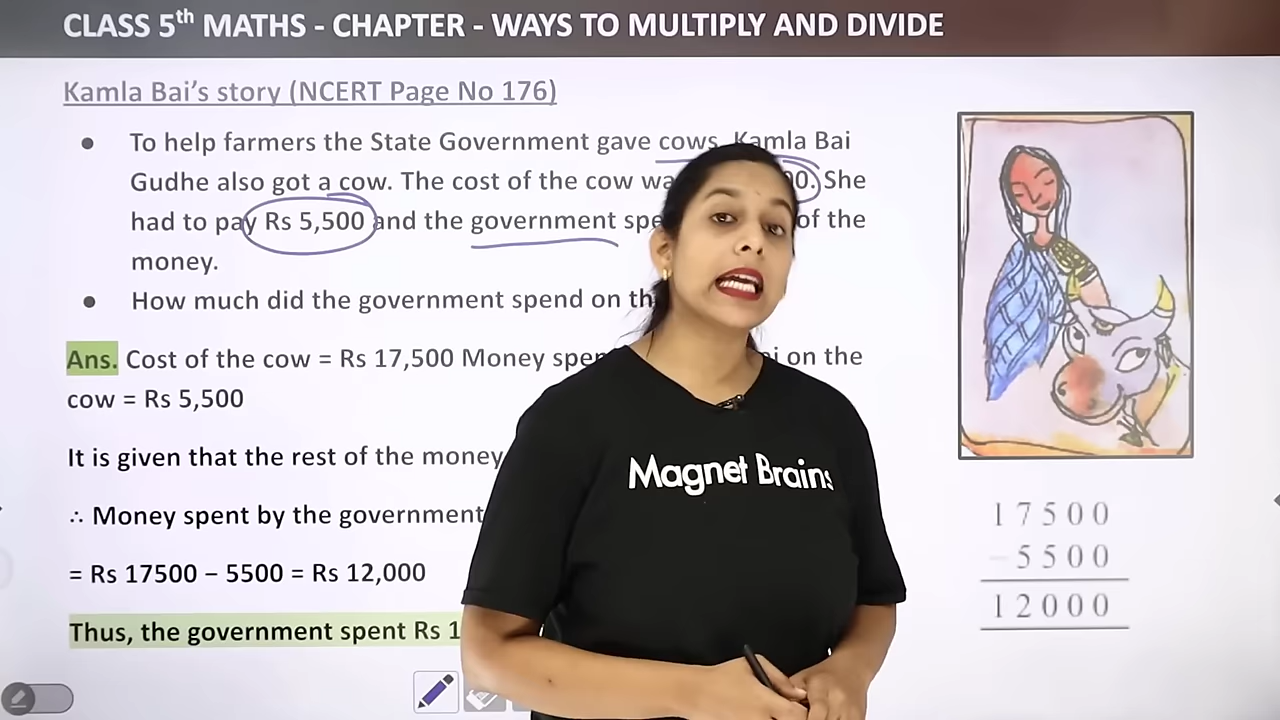 CLASS 5th MATHS - CHAPTER - WAYS TO MULTIPLY AND DIVIDE
Kamla Bai's story (NCERT Page No 176)
• To help farmers the State Government gave cows. Kamla Bai
Gudhe also got a cow. The cost of the cow 00. She
had to pay Rs 5,500 and the government of the
money.
• How much did the government spend on
Ans. Cost of the cow = Rs 17,500 Money on the
cow = Rs 5,500
It is given that the rest of the money
∴ Money spent by the government
= Rs 17500 − 5500 = Rs 12,000
Thus, the government spent Rs
Magnet Brains
17500
− 5500
12000